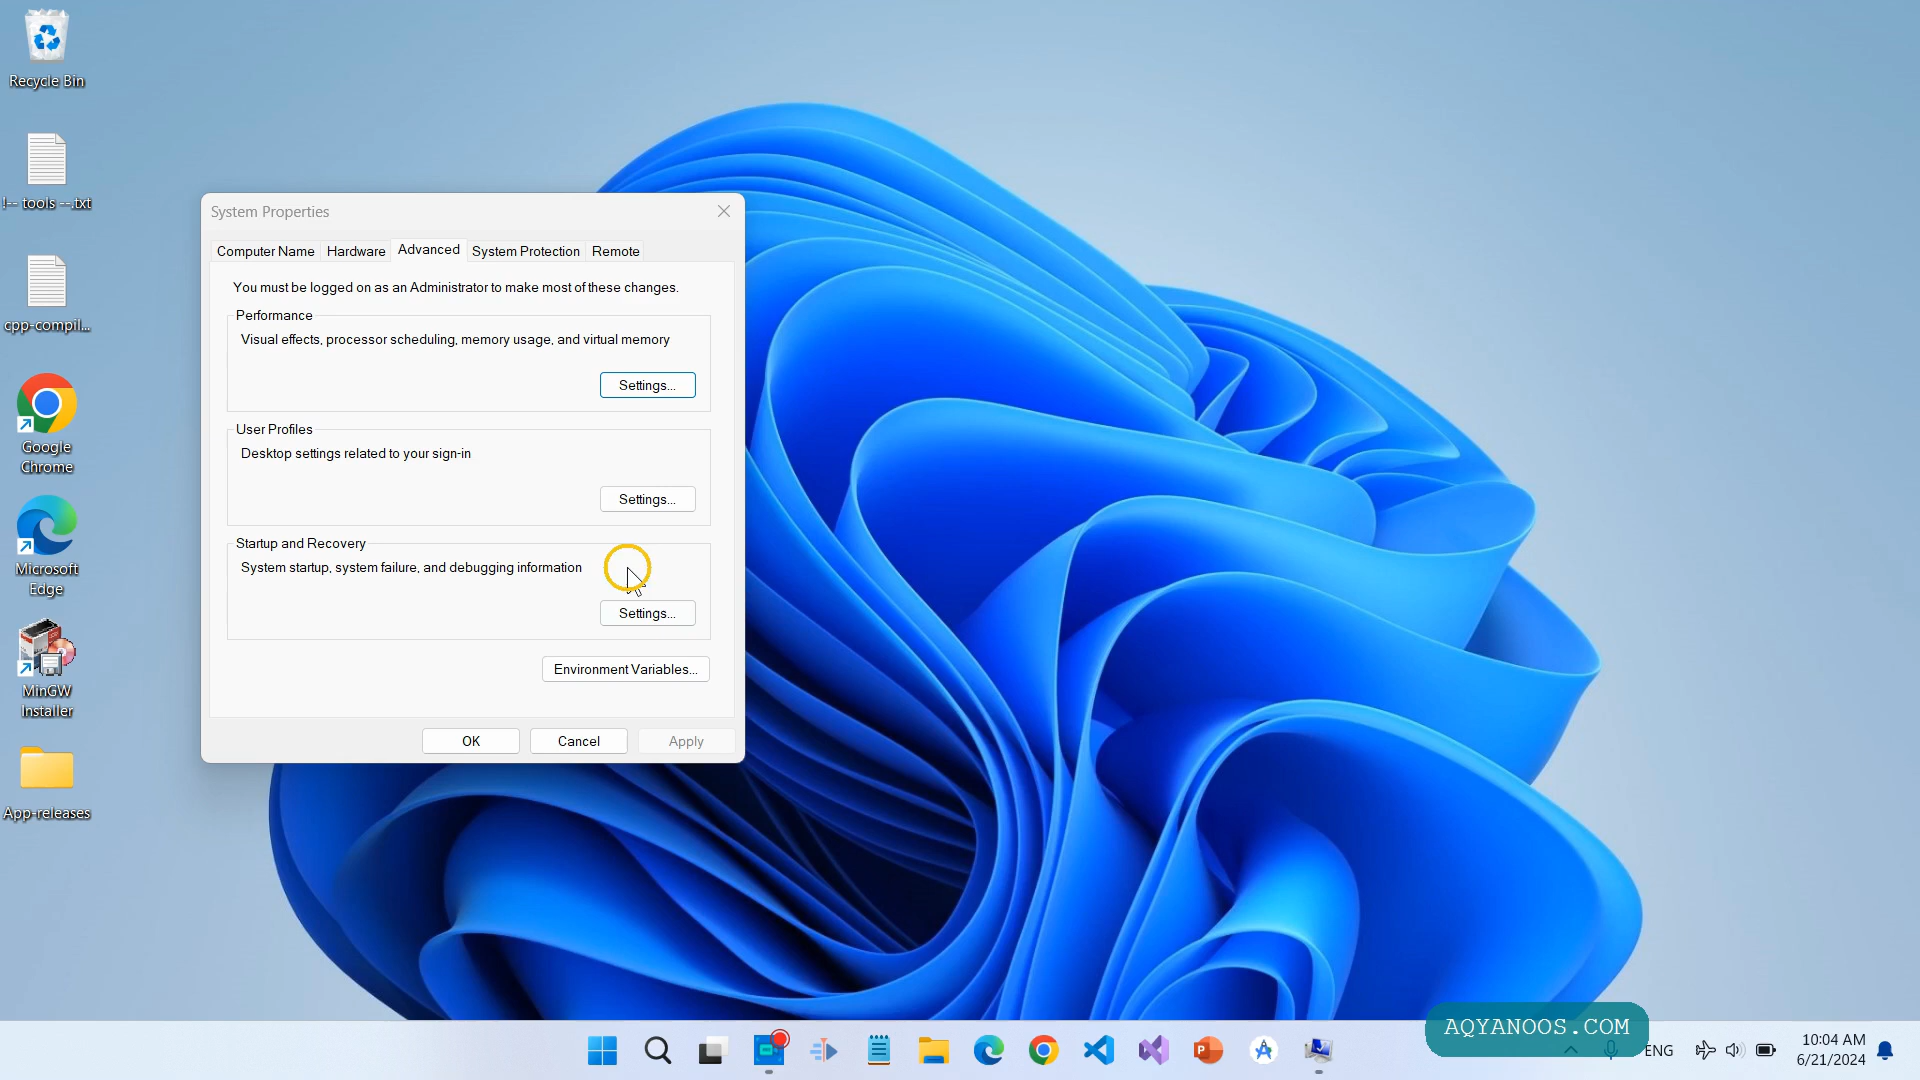 Recycle Bin
!-- tools --.txt
cpp-compil...
Google
Chrome
Microsoft
Edge
MinGW
Installer
App-releases
System Properties
Computer Name
Hardware
Advanced
System Protection
Remote
You must be logged on as an Administrator to make most of these changes.
Performance
Visual effects, processor scheduling, memory usage, and virtual memory
Settings...
User Profiles
Desktop settings related to your sign-in
Settings...
Startup and Recovery
System startup, system failure, and debugging information
Settings...
Environment Variables...
OK
Cancel
Apply
AQYANOOS.COM
ENG
10:04 AM
6/21/2024